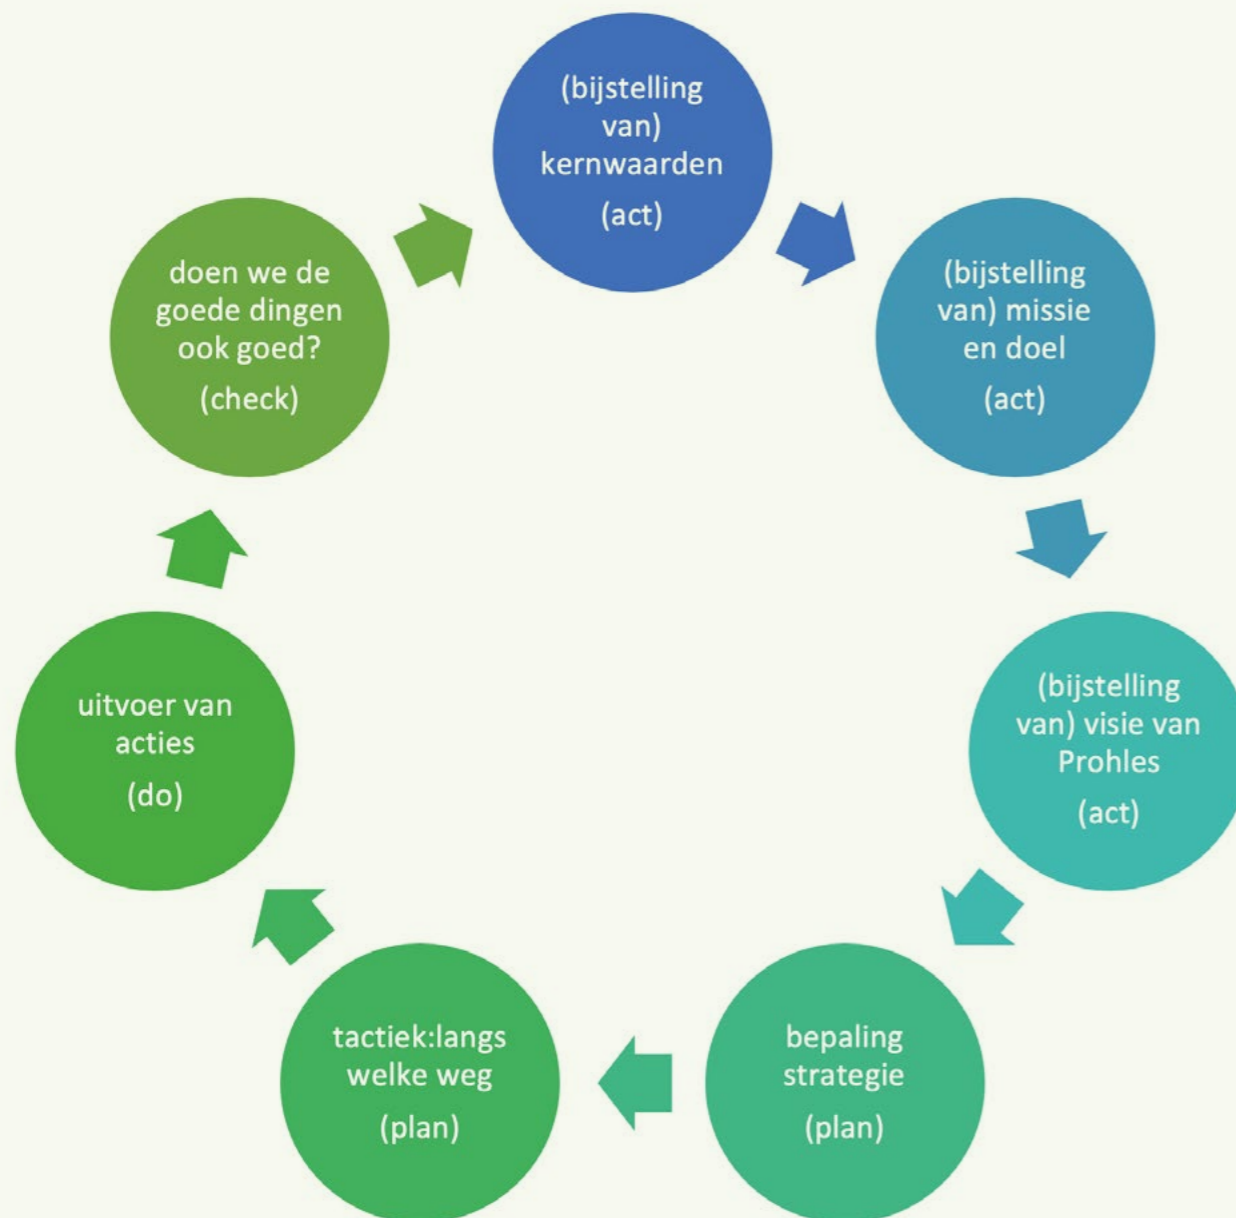 (bijstelling
van)
kernwaarden
(act)
(bijstelling
van) missie
en doel
(act)
(bijstelling
van) visie van
Prohles
(act)
bepaling
strategie
(plan)
tactiek:langs
welke weg
(plan)
uitvoer van
acties
(do)
doen we de
goede dingen
ook goed?
(check)